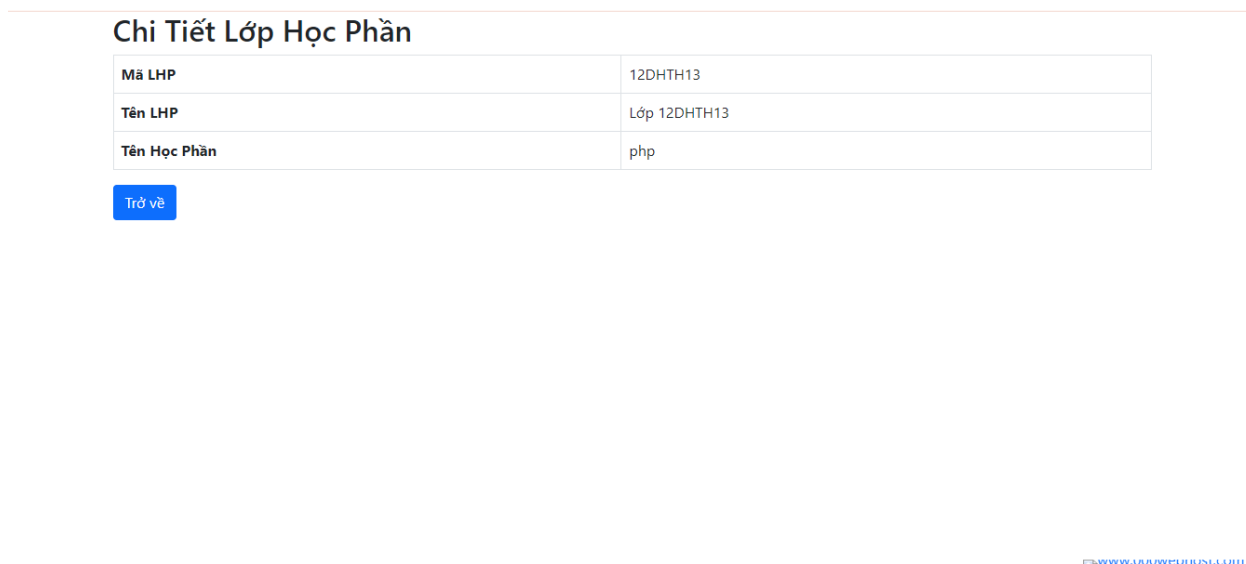 Chi Tiết Lớp Học Phần
Mã LHP 12DHTH13
Tên LHP Lớp 12DHTH13
Tên Học Phần php
Trở về